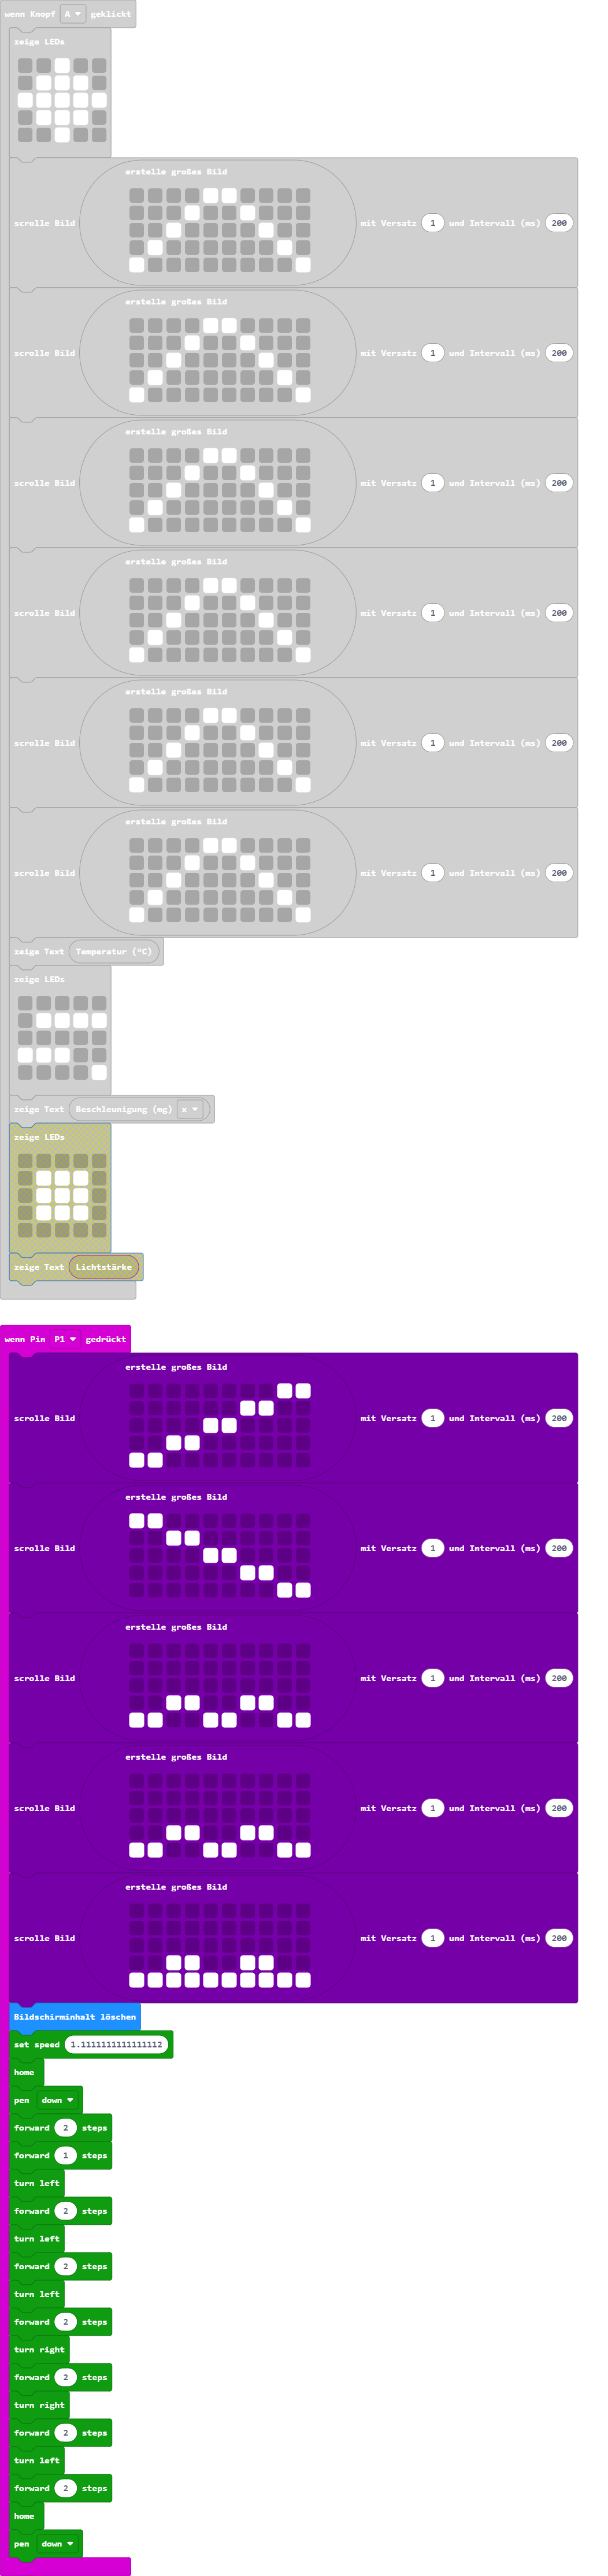 wenn Knopf A geklickt
zeige LEDs
erstelle großes Bild
scrolle Bild mit Versatz 1 und Intervall (ms) 200
erstelle großes Bild
scrolle Bild mit Versatz 1 und Intervall (ms) 200
erstelle großes Bild
scrolle Bild mit Versatz 1 und Intervall (ms) 200
erstelle großes Bild
scrolle Bild mit Versatz 1 und Intervall (ms) 200
erstelle großes Bild
scrolle Bild mit Versatz 1 und Intervall (ms) 200
erstelle großes Bild
scrolle Bild mit Versatz 1 und Intervall (ms) 200
zeige Text Temperatur (°C)
zeige LEDs
zeige Text Beschleunigung (mg) x
zeige LEDs
zeige Text Lichtstärke
wenn Pin P1 gedrückt
erstelle großes Bild
scrolle Bild mit Versatz 1 und Intervall (ms) 200
erstelle großes Bild
scrolle Bild mit Versatz 1 und Intervall (ms) 200
erstelle großes Bild
scrolle Bild mit Versatz 1 und Intervall (ms) 200
erstelle großes Bild
scrolle Bild mit Versatz 1 und Intervall (ms) 200
erstelle großes Bild
scrolle Bild mit Versatz 1 und Intervall (ms) 200
Bildschirminhalt löschen
set speed 1.1111111111111112
home
pen down
forward 2 steps
forward 1 steps
turn left
forward 2 steps
turn left
forward 2 steps
turn left
forward 2 steps
turn right
forward 2 steps
turn right
forward 2 steps
turn left
forward 2 steps
home
pen down